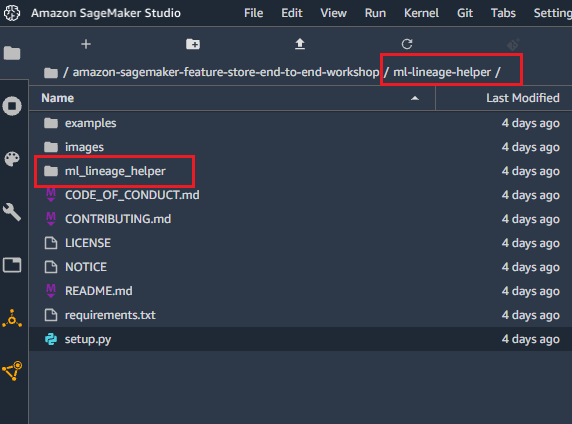 Amazon SageMaker Studio File Edit View Run Kernel Git Tabs Setting
/ amazon-sagemaker-feature-store-end-to-end-workshop / ml-lineage-helper /
Name Last Modified
examples 4 days ago
images 4 days ago
ml_lineage_helper 4 days ago
CODE_OF_CONDUCT.md 4 days ago
CONTRIBUTING.md 4 days ago
LICENSE 4 days ago
NOTICE 4 days ago
README.md 4 days ago
requirements.txt 4 days ago
setup.py 4 days ago